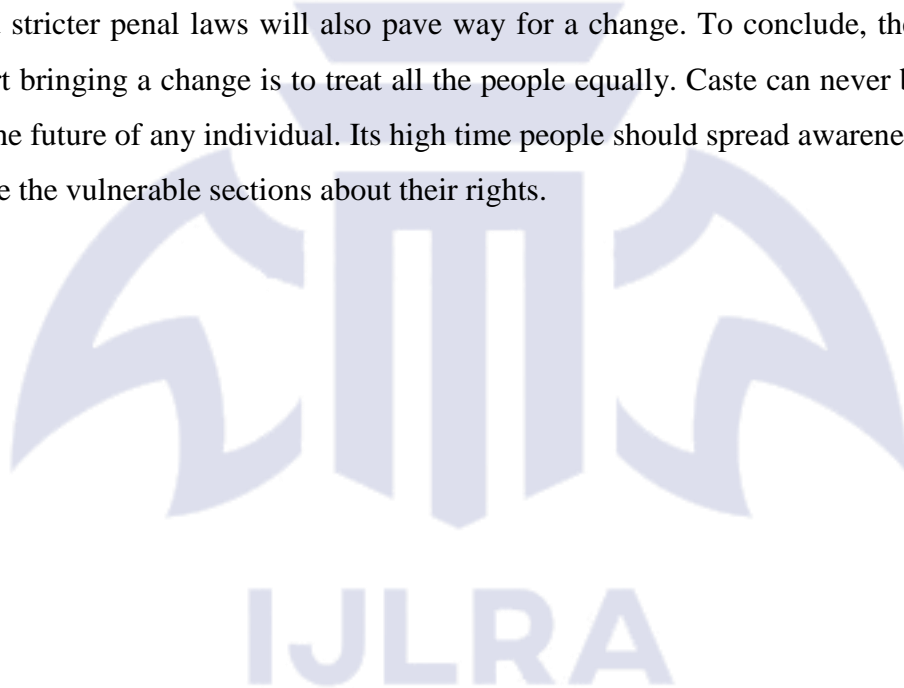 stricter penal laws will also pave way for a change. To conclude, the
bringing a change is to treat all the people equally. Caste can never
future of any individual. Its high time people should spread
the vulnerable sections about their rights.
IJLRA